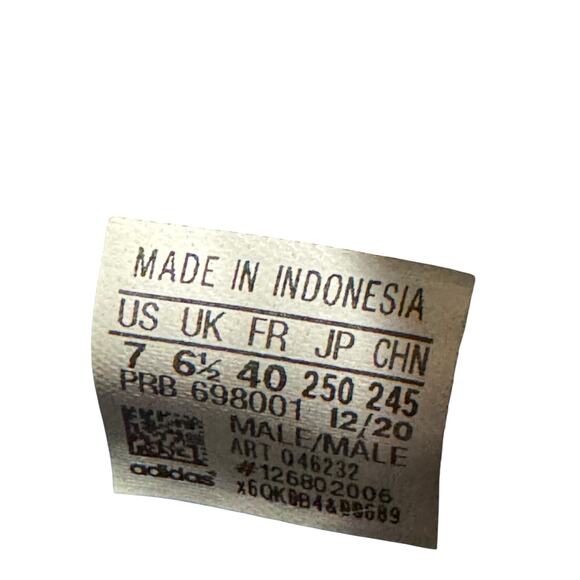 MADE IN INDONESIA
US UK FR JP CHN
7 6½ 40 250 245
PRB 698001 12/20
MALE/MALE
ART Q46232
#126802006
adidas